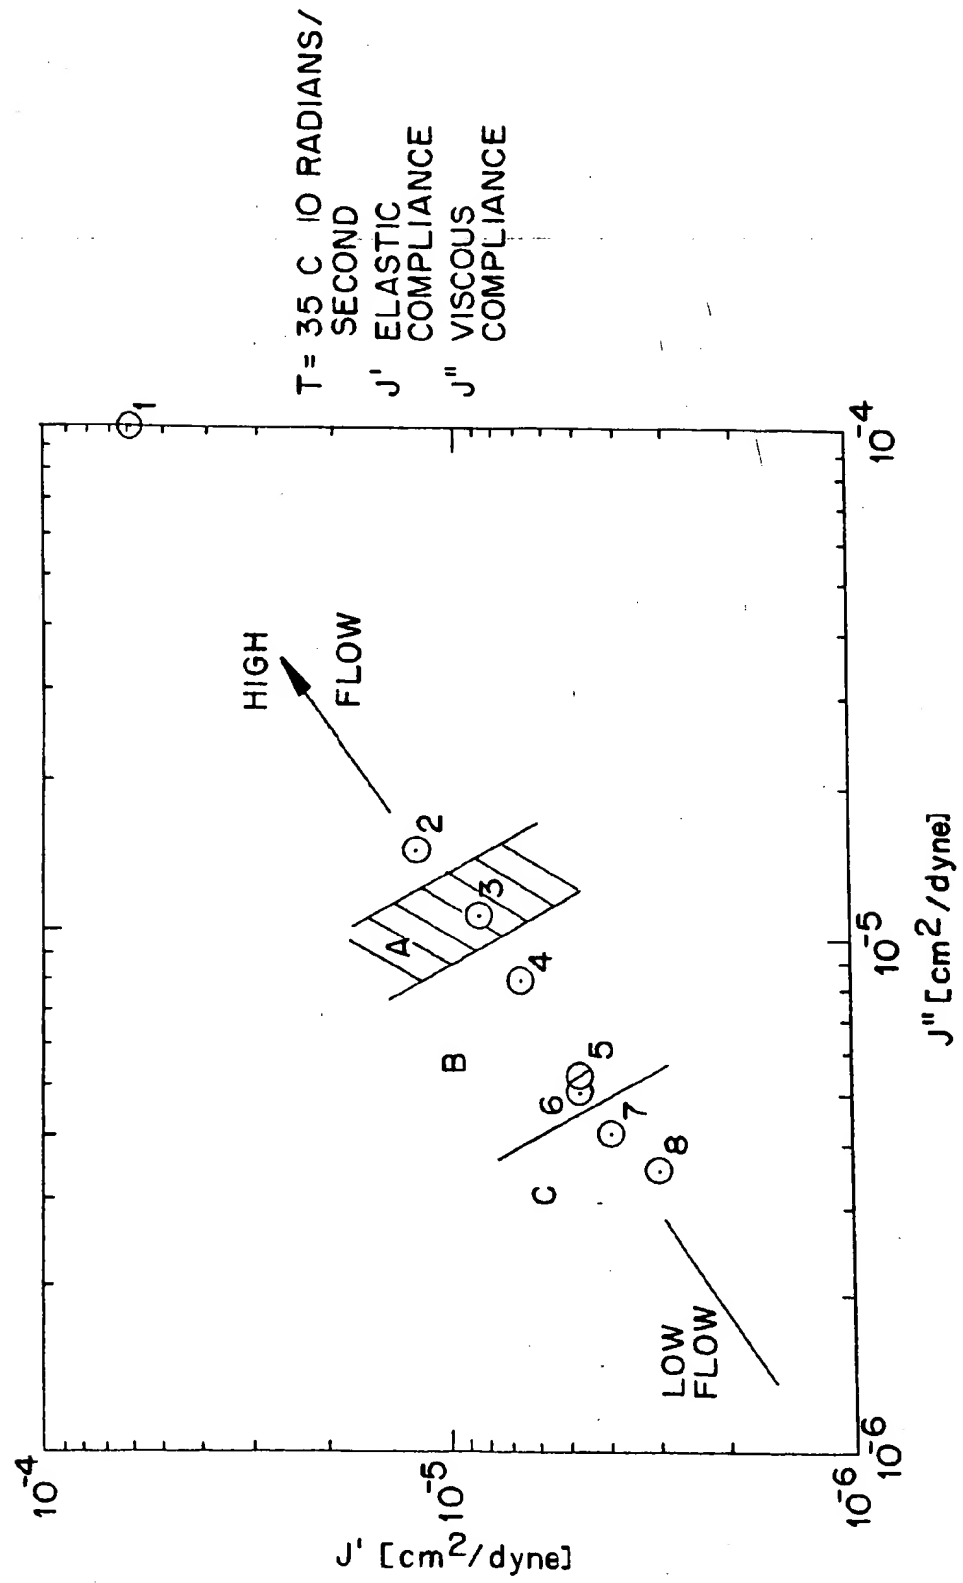 T= 35 C 10 RADIANS/
SECOND
J' ELASTIC
COMPLIANCE
J" VISCOUS
COMPLIANCE
1
HIGH
FLOW
2
3
A
4
B
5
6
7
C
8
LOW
FLOW
10-4
10-5
10-6
J' [cm2/dyne]
10-6
10-5
10-4
J" [cm2/dyne]